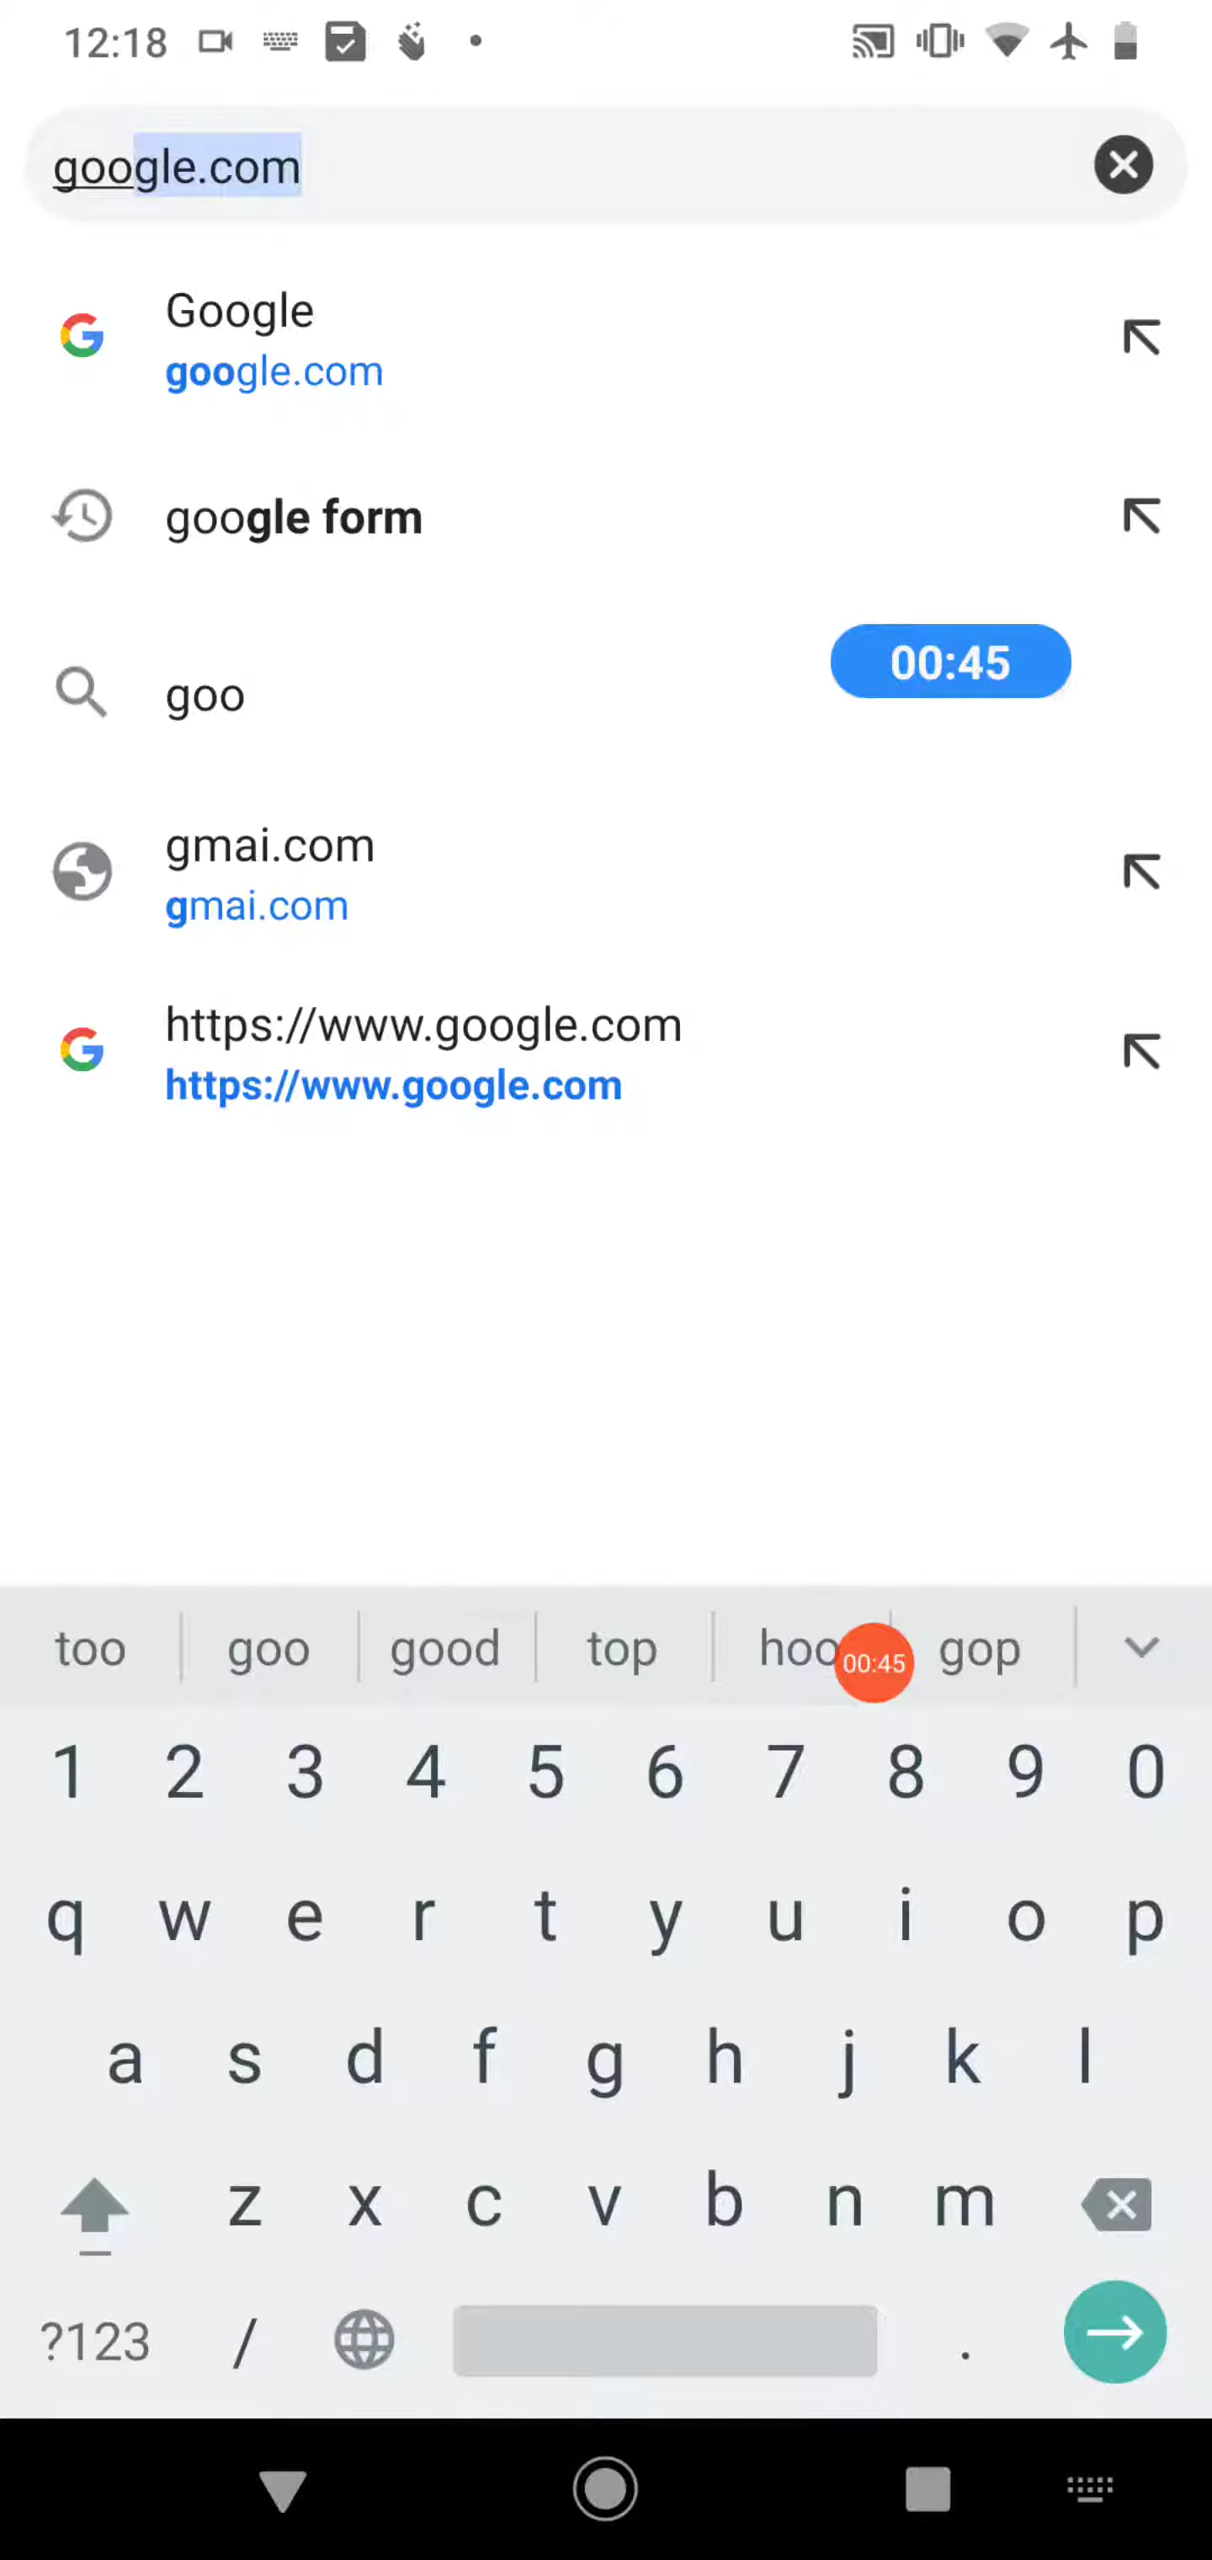 12:18
google.com
Google
google.com
google form
00:45
goo
gmai.com
gmai.com
https://www.google.com
https://www.google.com
too goo good top hoo 00:45 gop
1 2 3 4 5 6 7 8 9 0
q w e r t y u i o p
a s d f g h j k l
z x c v b n m
?123 / .